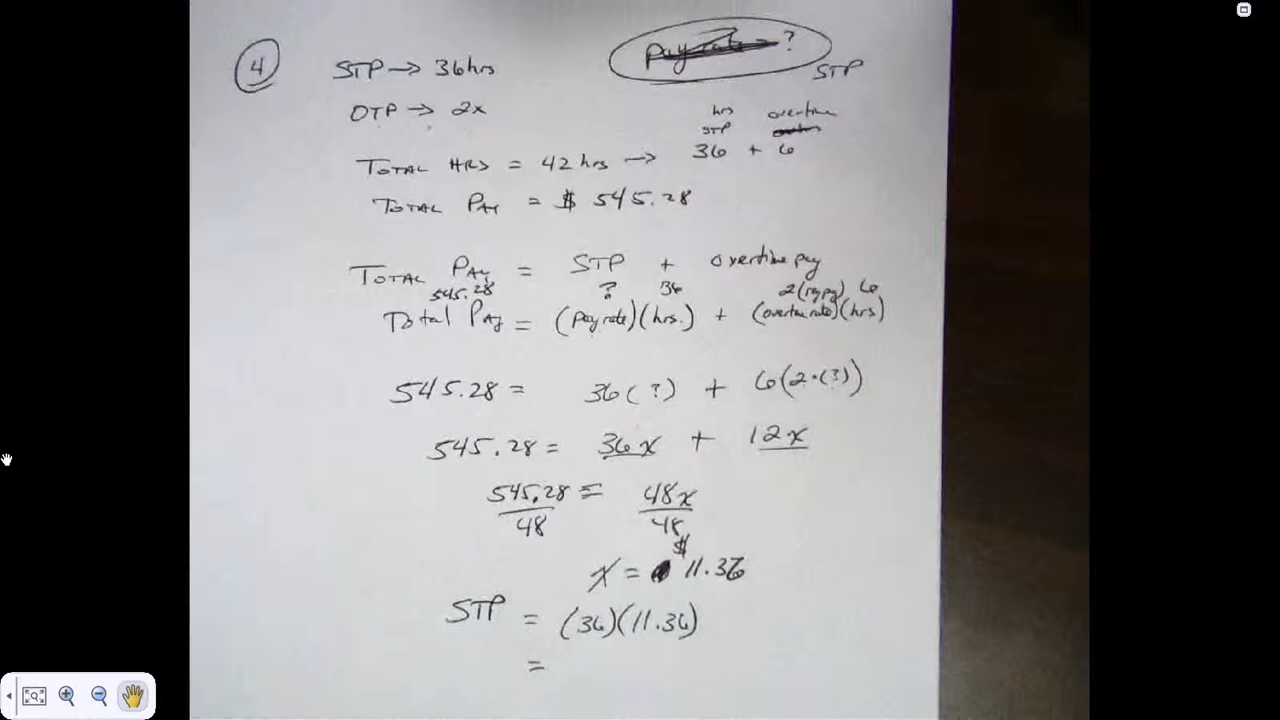 4 STP → 36hrs
Pay rate = ?
STP
OTP → 2x
hrs overtime
STP
TOTAL HRS = 42 hrs → 36 + 6
TOTAL PAY = $ 545.28
TOTAL PAY = STP + overtime pay
545.28 ? 36 2(reg pay) 6
Total Pay = (pay rate)(hrs.) + (overtime rate)(hrs)
545.28 = 36(?) + 6(2•(?))
545.28 = 36x + 12x
545.28 = 48x
48 48
x = $ 11.36
STP = (36)(11.36)
=